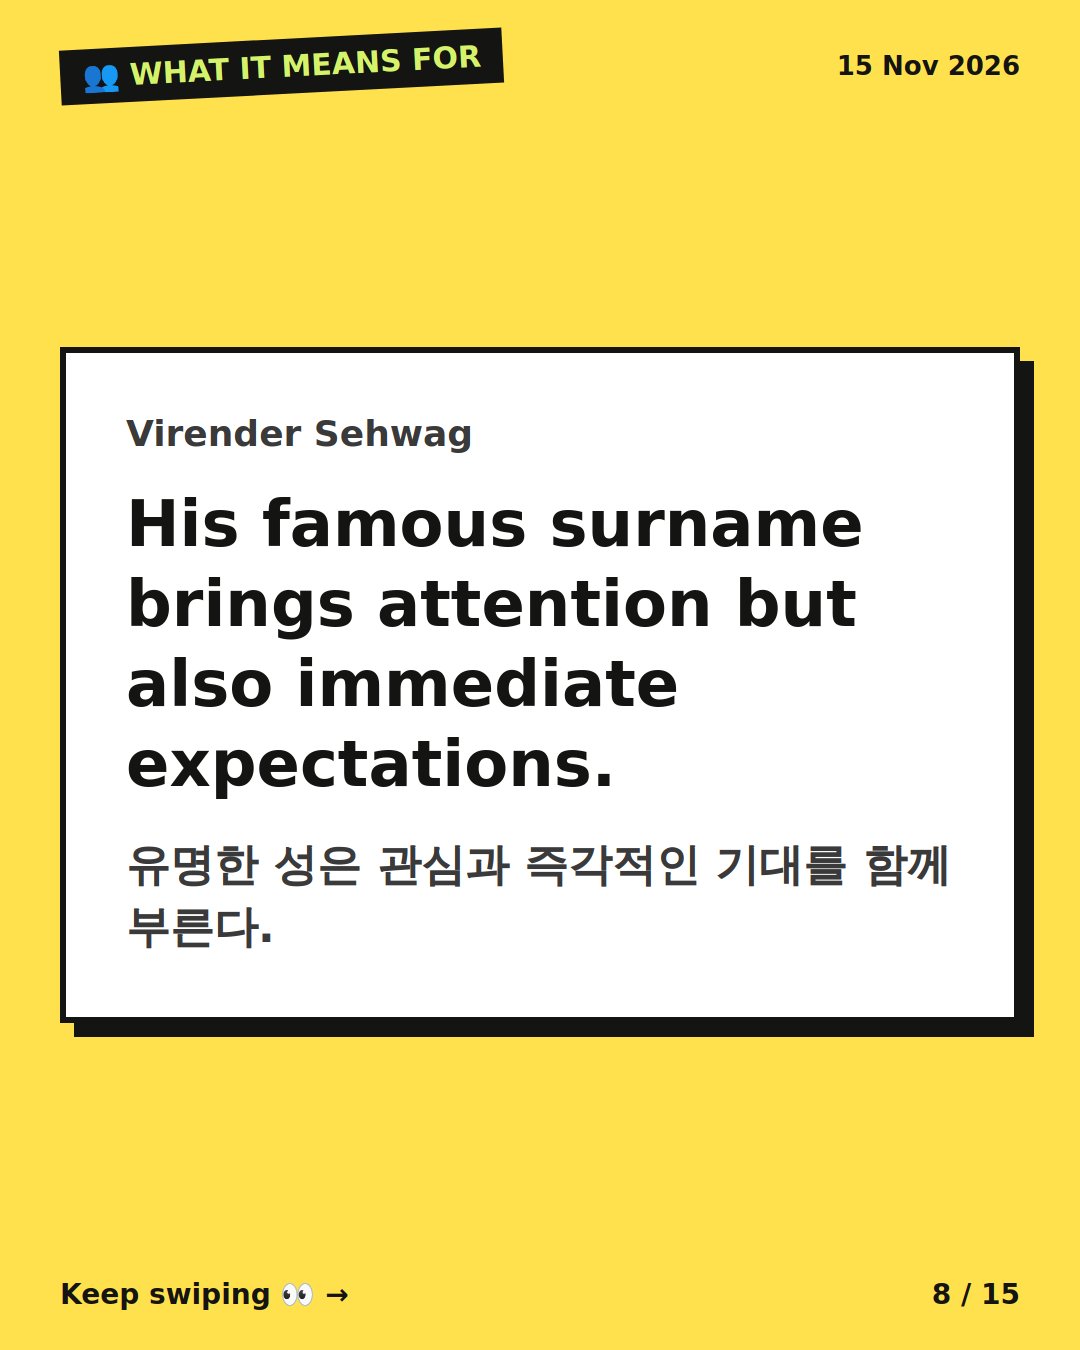 👥 WHAT IT MEANS FOR
15 Nov 2026
Virender Sehwag
His famous surname
brings attention but
also immediate
expectations.
유명한 성은 관심과 즉각적인 기대를 함께
부른다.
Keep swiping 👀 →
8 / 15